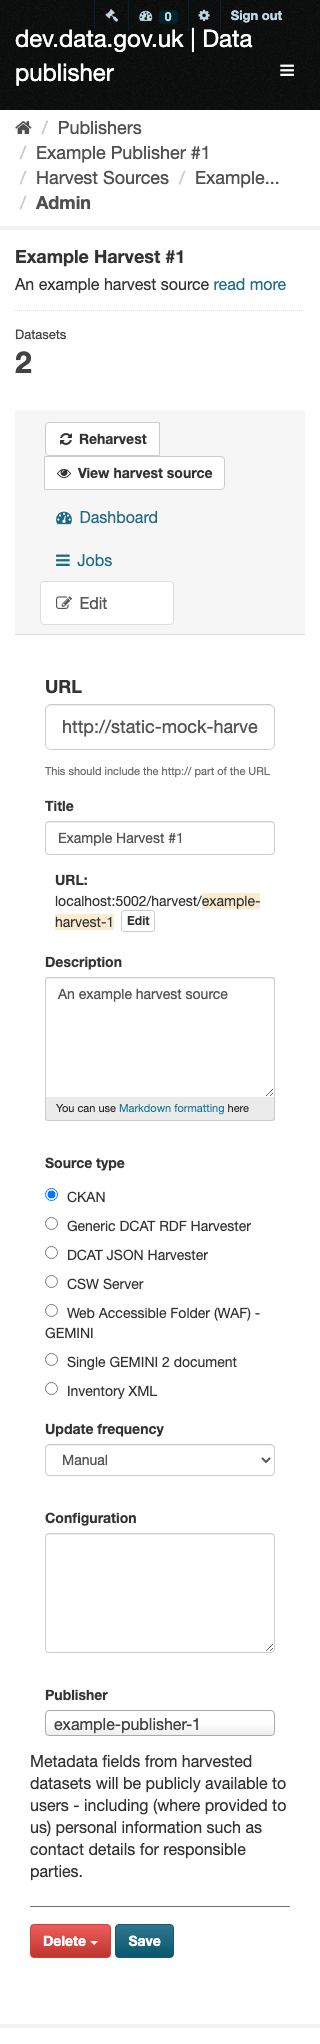 0 Sign out
dev.data.gov.uk | Data
publisher
/ Publishers
/ Example Publisher #1
/ Harvest Sources / Example...
/ Admin
Example Harvest #1
An example harvest source read more
Datasets
2
Reharvest
View harvest source
Dashboard
Jobs
Edit
URL
http://static-mock-harve
This should include the http:// part of the URL
Title
Example Harvest #1
URL:
localhost:5002/harvest/example-
harvest-1 Edit
Description
An example harvest source
You can use Markdown formatting here
Source type
CKAN
Generic DCAT RDF Harvester
DCAT JSON Harvester
CSW Server
Web Accessible Folder (WAF) -
GEMINI
Single GEMINI 2 document
Inventory XML
Update frequency
Manual
Configuration
Publisher
example-publisher-1
Metadata fields from harvested
datasets will be publicly available to
users - including (where provided to
us) personal information such as
contact details for responsible
parties.
Delete Save